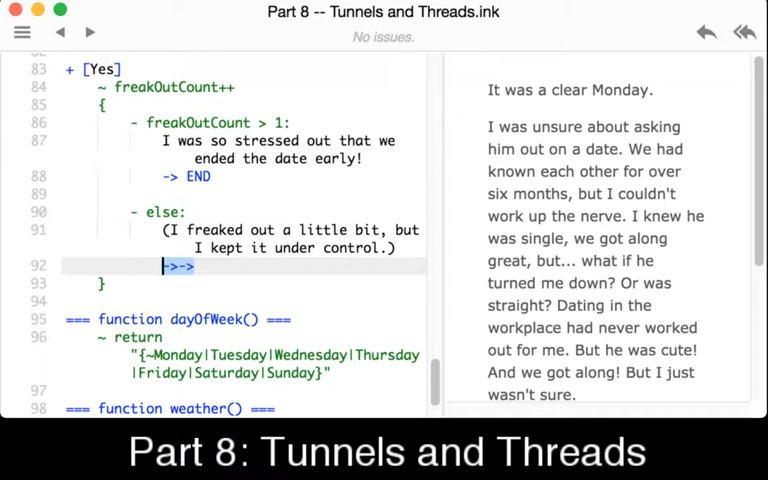 Part 8 -- Tunnels and Threads.ink
No issues.
83 + [Yes]
84 ~ freakOutCount++
85 {
86 - freakOutCount > 1:
87 I was so stressed out that we
ended the date early!
88 -> END
89
90 - else:
91 (I freaked out a little bit, but
I kept it under control.)
92 ->->
93 }
94
95 === function dayOfWeek() ===
96 ~ return
"{~Monday|Tuesday|Wednesday|Thursday
|Friday|Saturday|Sunday}"
97
98 === function weather() ===
It was a clear Monday.
I was unsure about asking
him out on a date. We had
known each other for over
six months, but I couldn't
work up the nerve. I knew he
was single, we got along
great, but... what if he
turned me down? Or was
straight? Dating in the
workplace had never worked
out for me. But he was cute!
And we got along! But I just
wasn't sure.
Part 8: Tunnels and Threads